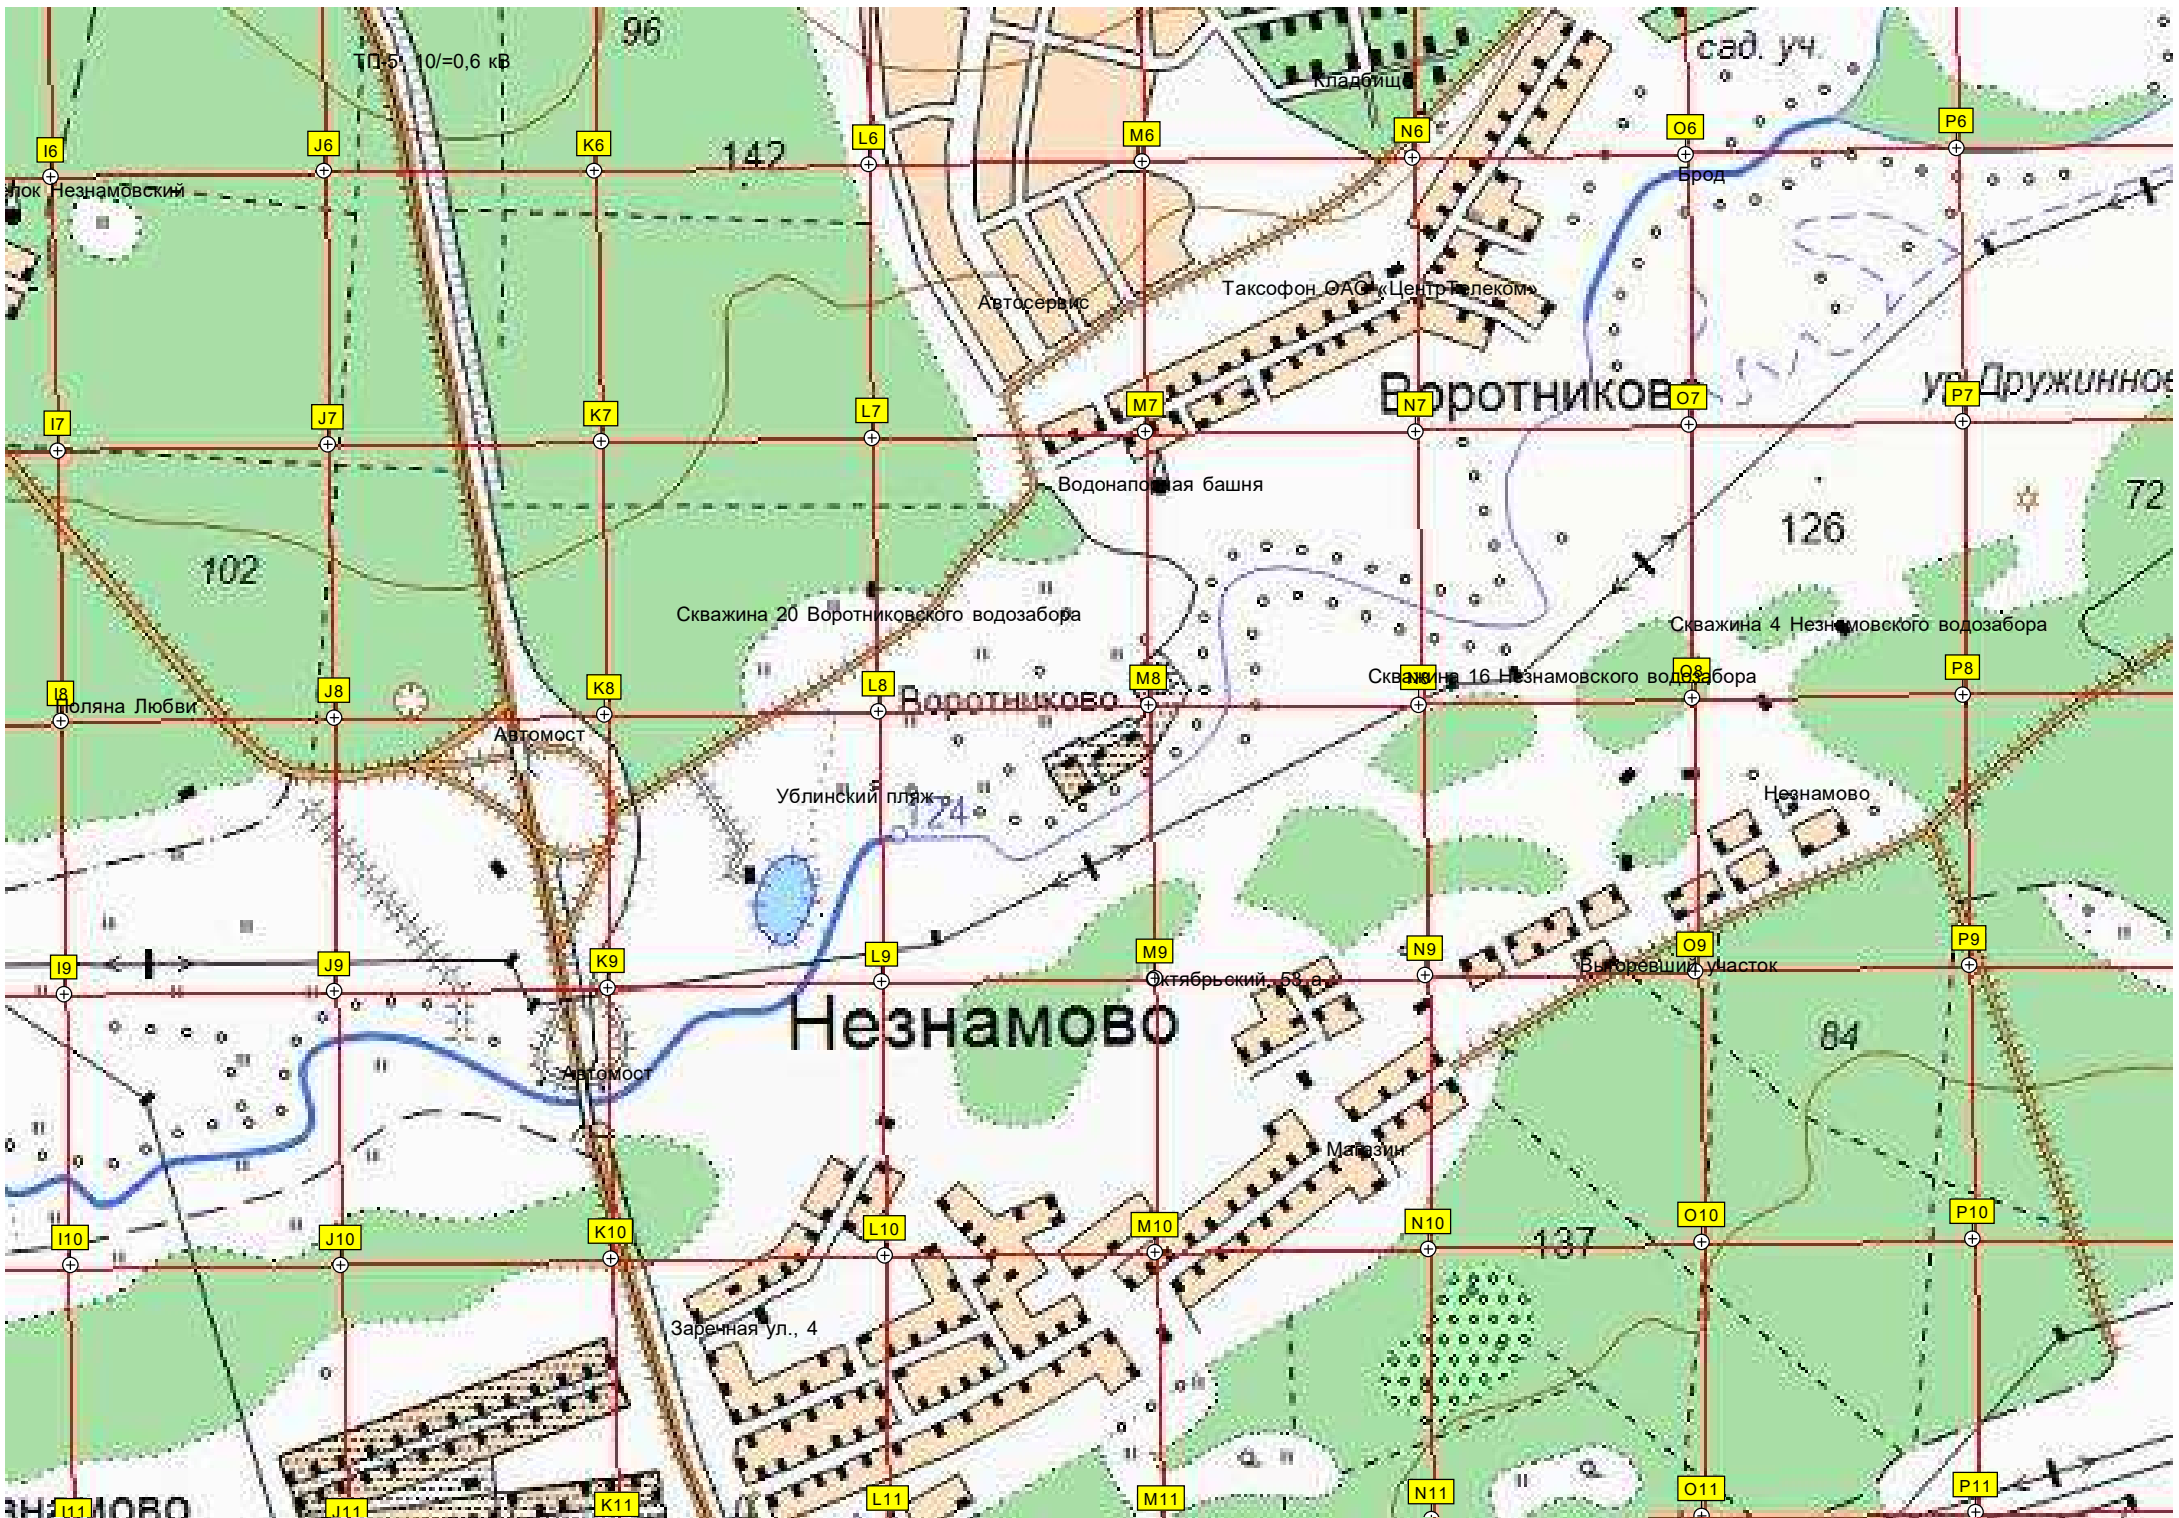 96
сад. уч.
ТП-5, 10/=0,6 кВ
Кладбище
142
I6
J6
K6
L6
M6
N6
O6
P6
Брод
Незнамовский
Автосервис
Таксофон ОАО «ЦентрТелеком»
Воротниково
ур. Дружинное
I7
J7
K7
L7
M7
N7
O7
P7
Водонапорная башня
126
72
102
Скважина 20 Воротниковского водозабора
Скважина 4 Незнамовского водозабора
Скважина 16 Незнамовского водозабора
I8
J8
K8
L8
M8
N8
O8
P8
Поляна Любви
Воротниково
Автомост
Ублинский пляж
124
Незнамово
I9
J9
K9
L9
M9
N9
O9
P9
Октябрьский, 53 а
Выгоревший участок
Незнамово
84
Автомост
Магазин
I10
J10
K10
L10
M10
N10
O10
P10
137
Заречная ул., 4
I11
J11
K11
L11
M11
N11
O11
P11